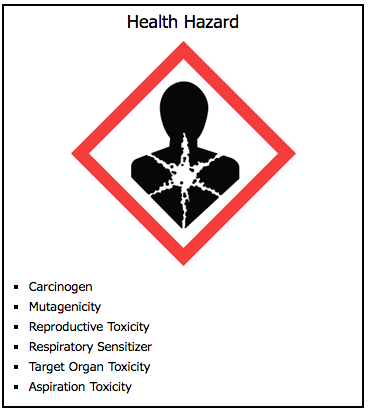 Health Hazard
Carcinogen
Mutagenicity
Reproductive Toxicity
Respiratory Sensitizer
Target Organ Toxicity
Aspiration Toxicity